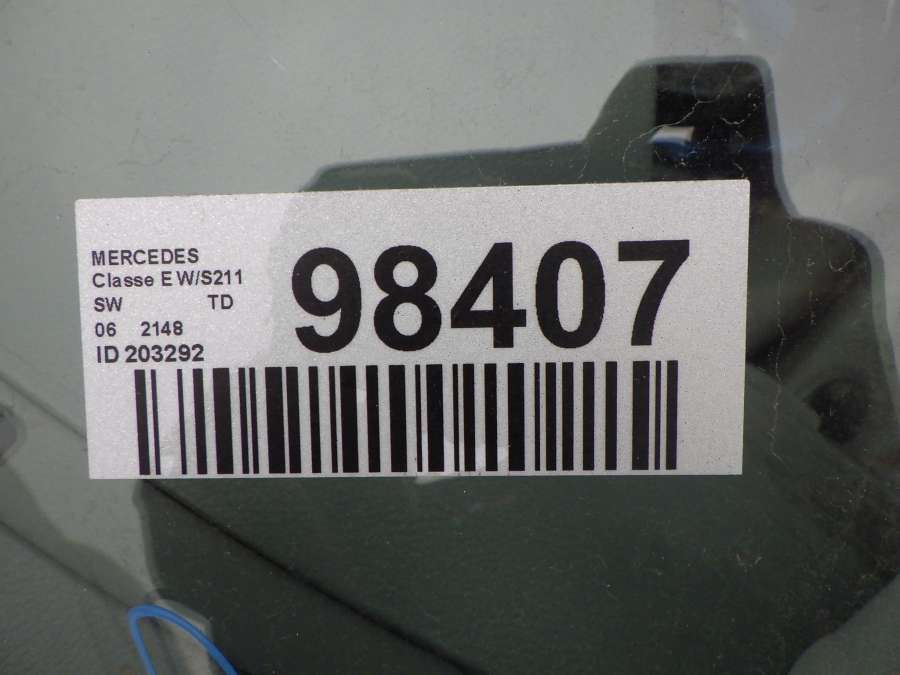 MERCEDES
Classe E W/S211
SW TD
06 2148
ID 203292
98407